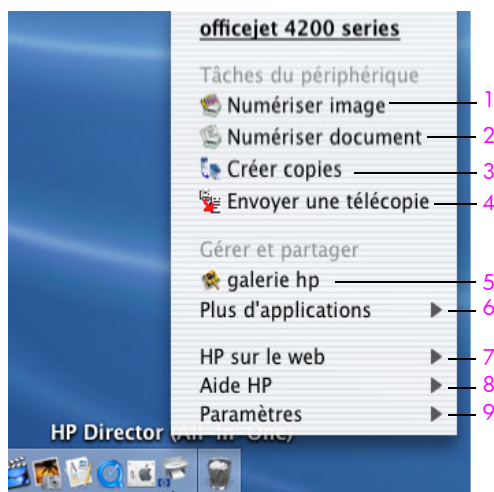 officejet 4200 series
Tâches du périphérique
Numériser image 1
Numériser document 2
Créer copies 3
Envoyer une télécopie 4
Gérer et partager
galerie hp 5
Plus d'applications 6
HP sur le web 7
Aide HP 8
Paramètres 9
HP Director (All-in-One)